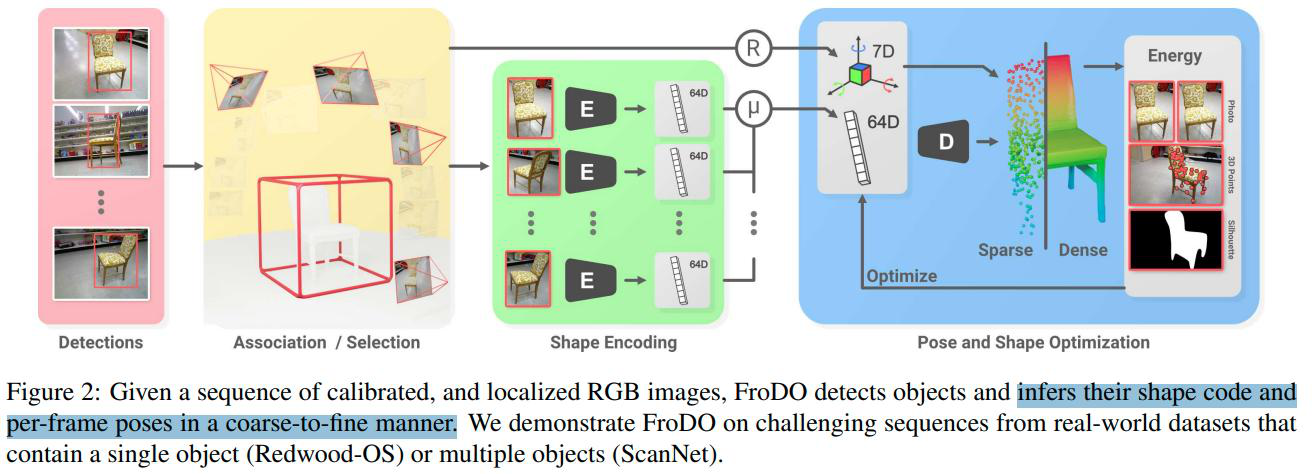 R
7D
Energy
E
64D
μ
64D
Photo
E
64D
D
3D Points
E
64D
Sparse
Dense
Silhouette
Optimize
Detections
Association / Selection
Shape Encoding
Pose and Shape Optimization
Figure 2: Given a sequence of calibrated, and localized RGB images, FroDO detects objects and infers their shape code and
per-frame poses in a coarse-to-fine manner. We demonstrate FroDO on challenging sequences from real-world datasets that
contain a single object (Redwood-OS) or multiple objects (ScanNet).